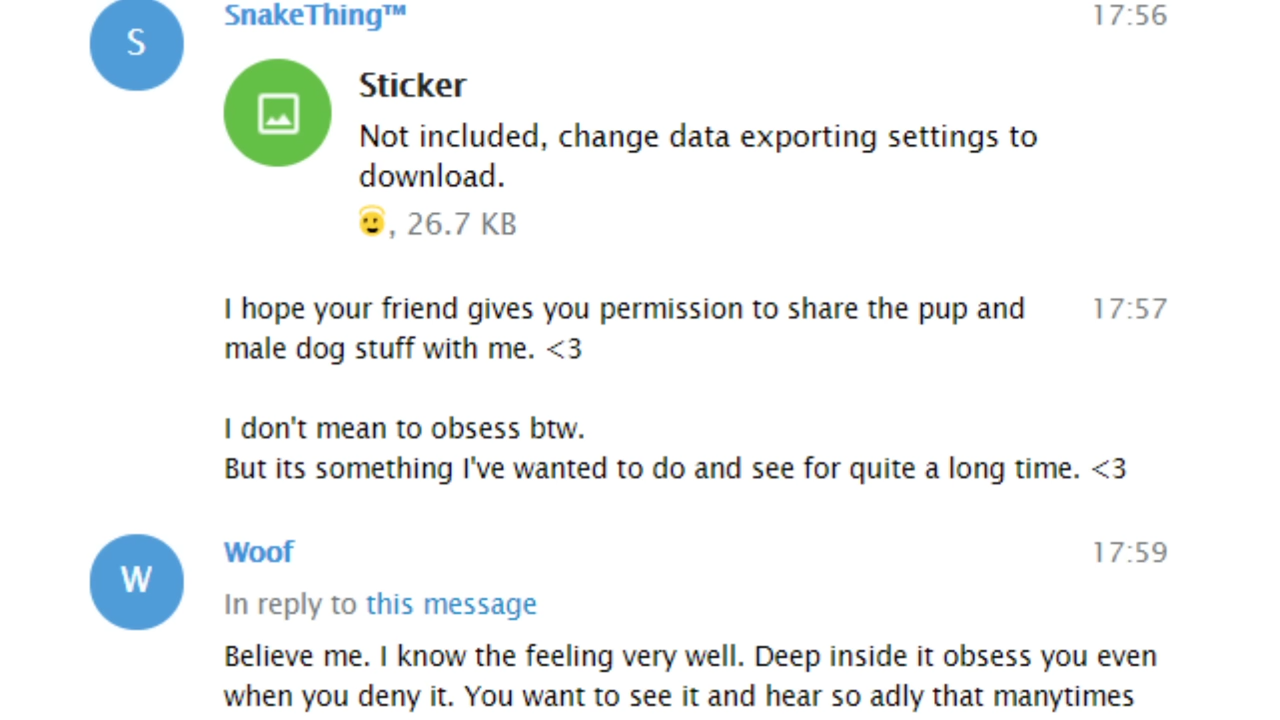 SnakeThing™ 17:56
S
Sticker
Not included, change data exporting settings to
download.
😇, 26.7 KB
I hope your friend gives you permission to share the pup and 17:57
male dog stuff with me. <3
I don't mean to obsess btw.
But its something I've wanted to do and see for quite a long time. <3
Woof 17:59
W
In reply to this message
Believe me. I know the feeling very well. Deep inside it obsess you even
when you deny it. You want to see it and hear so adly that manytimes